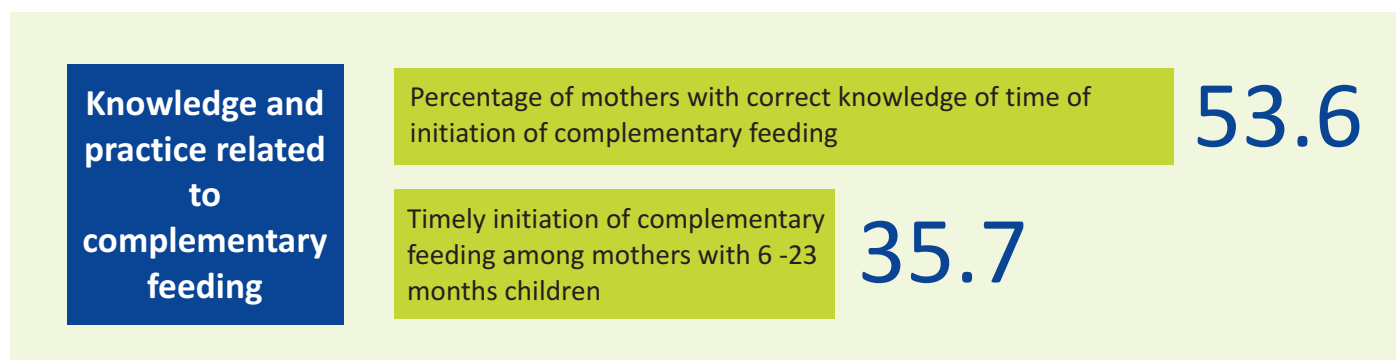 Knowledge and
practice related
to
complementary
feeding
Percentage of mothers with correct knowledge of time of
initiation of complementary feeding
53.6
Timely initiation of complementary
feeding among mothers with 6 -23
months children
35.7